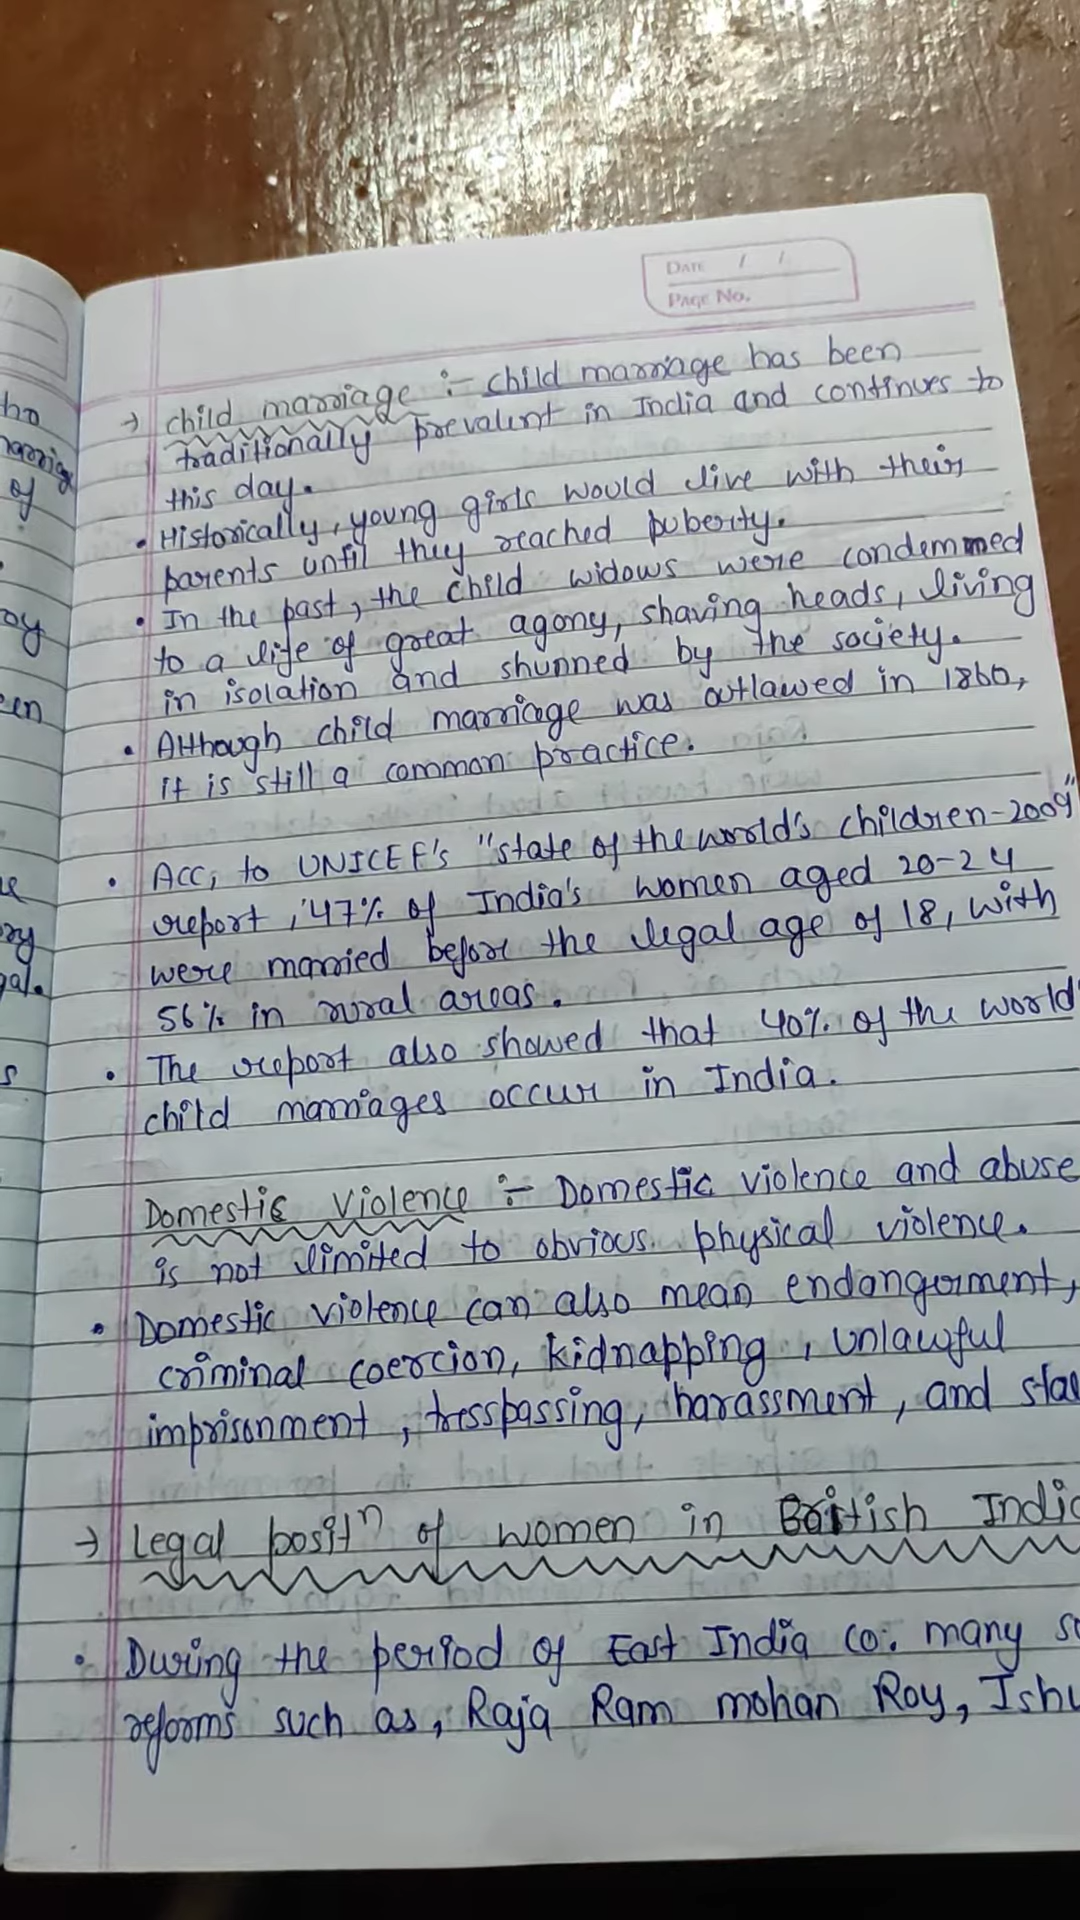 Date / /
Page No.
→ child marriage :- child marriage has been
traditionally prevalent in India and continues to
this day.
• Historically, young girls would live with their
parents until they reached puberty.
• In the past, the child widows were condemned
to a life of great agony, shaving heads, living
in isolation and shunned by the society.
• Although child marriage was outlawed in 1860,
it is still a common practice.
• Acc, to UNICEF's "state of the world's children-2009"
report, 47% of India's women aged 20-24
were married before the legal age of 18, with
56% in rural areas.
• The report also showed that 40% of the world
child marriages occur in India.
Domestic Violence :- Domestic violence and abuse
is not limited to obvious physical violence.
• Domestic violence can also mean endangerment,
criminal coercion, kidnapping, unlawful
imprisonment, tresspassing, harassment, and
→ Legal positⁿ of women in British India
• During the period of East India co. many
reforms such as, Raja Ram mohan Roy,
ho
of
oy
en
ry
gal.
s